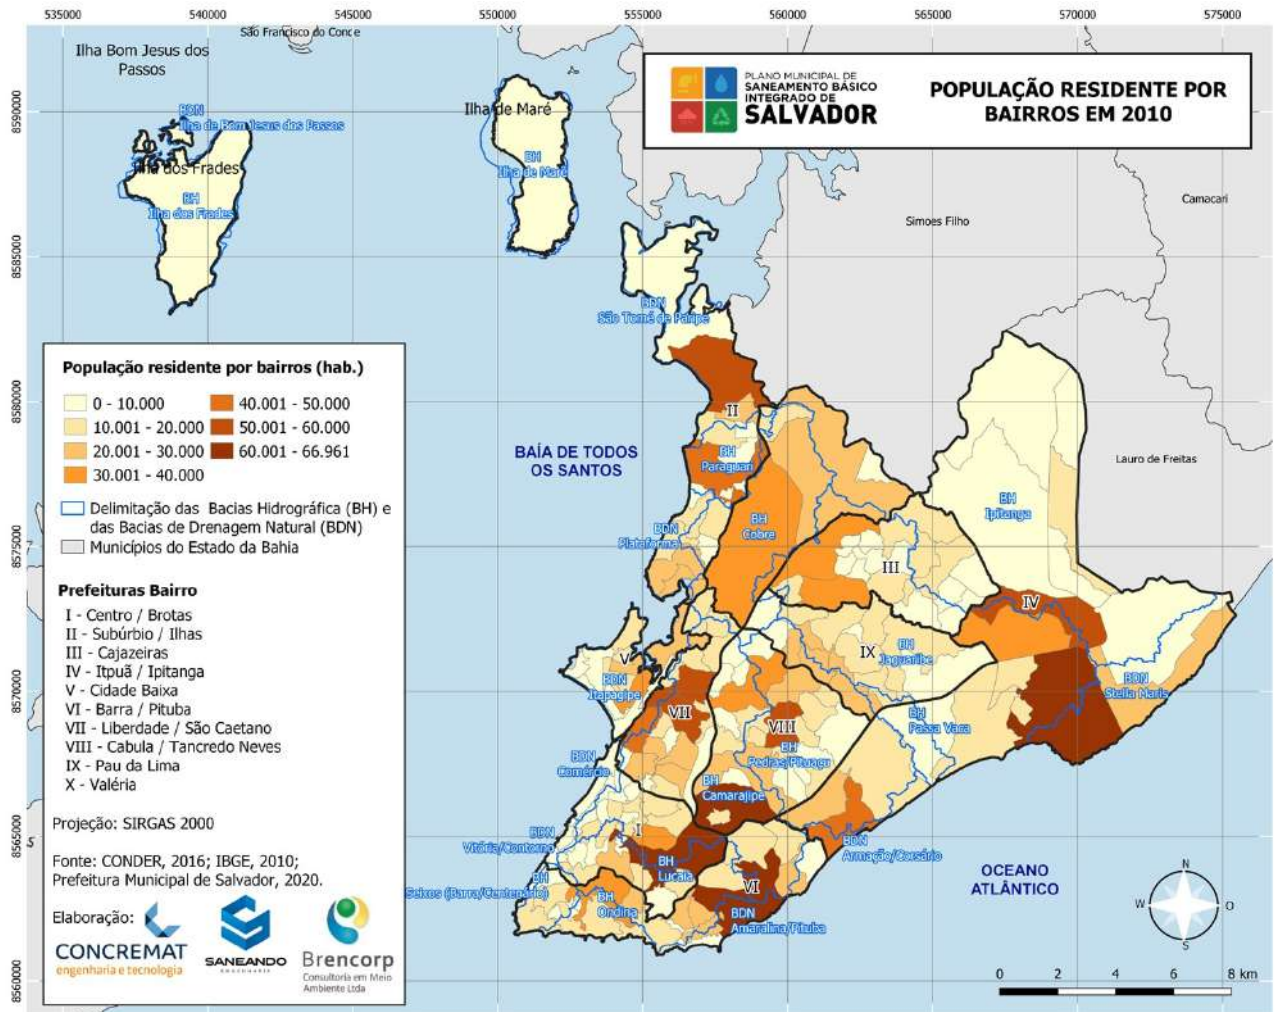 535000
540000
545000
550000
555000
560000
565000
570000
575000
São Francisco do Conce
Ilha Bom Jesus dos
Passos
PLANO MUNICIPAL DE
SANEAMENTO BÁSICO
INTEGRADO DE
SALVADOR
POPULAÇÃO RESIDENTE POR
BAIRROS EM 2010
8590000
BDN
Ilha de Bom Jesus dos Passos
Ilha de Maré
BH
Ilha de Maré
Ilha dos Frades
BH
Ilha dos Frades
Camacari
Simoes Filho
8585000
BDN
São Tomé de Paripe
População residente por bairros (hab.)
0 - 10.000
10.001 - 20.000
20.001 - 30.000
30.001 - 40.000
40.001 - 50.000
50.001 - 60.000
60.001 - 66.961
Delimitação das Bacias Hidrográfica (BH) e
das Bacias de Drenagem Natural (BDN)
Municípios do Estado da Bahia
Prefeituras Bairro
I - Centro / Brotas
II - Subúrbio / Ilhas
III - Cajazeiras
IV - Itpuã / Ipitanga
V - Cidade Baixa
VI - Barra / Pituba
VII - Liberdade / São Caetano
VIII - Cabula / Tancredo Neves
IX - Pau da Lima
X - Valéria
Projeção: SIRGAS 2000
Fonte: CONDER, 2016; IBGE, 2010;
Prefeitura Municipal de Salvador, 2020.
Elaboração:
CONCREMAT
engenharia e tecnologia
SANEANDO
ENGENHARIA
Brencorp
Consultoria em Meio
Ambiente Ltda
8580000
II
BAÍA DE TODOS
OS SANTOS
BH
Paraguari
Lauro de Freitas
BH
Ipitanga
BH
Cobre
BDN
Plataforma
8575000
III
IV
IX
BH
Jaguaribe
V
BDN
Itapagipe
BDN
Stella Maris
8570000
VII
VIII
BH
Passa Vaca
BH
Pedras/Pituaçu
BDN
Comércio
BH
Camarajipe
8565000
I
BDN
Vitória/Contorno
BDN
Armação/Corsário
BH
Lucaia
BH
Seixos (Barra/Centenário)
VI
BH
Ondina
BDN
Amaralina/Pituba
OCEANO
ATLÂNTICO
N
W
O
S
8560000
0 2 4 6 8 km